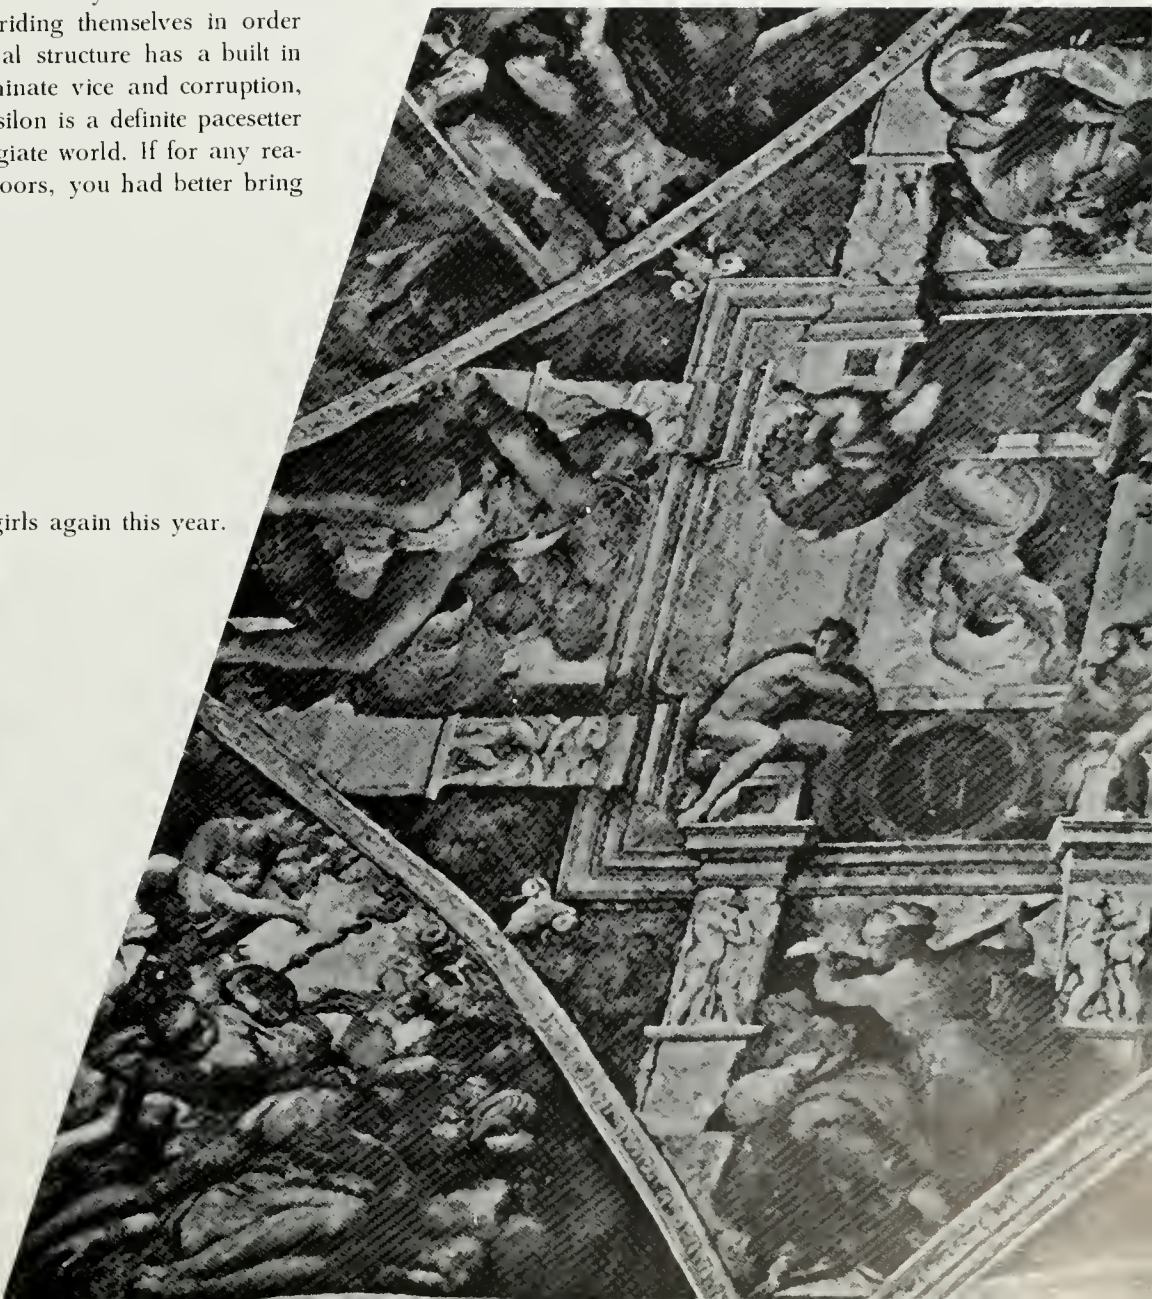 riding themselves in order
al structure has a built in
inate vice and corruption,
silon is a definite pacesetter
giate world. If for any rea-
oors, you had better bring
girls again this year.